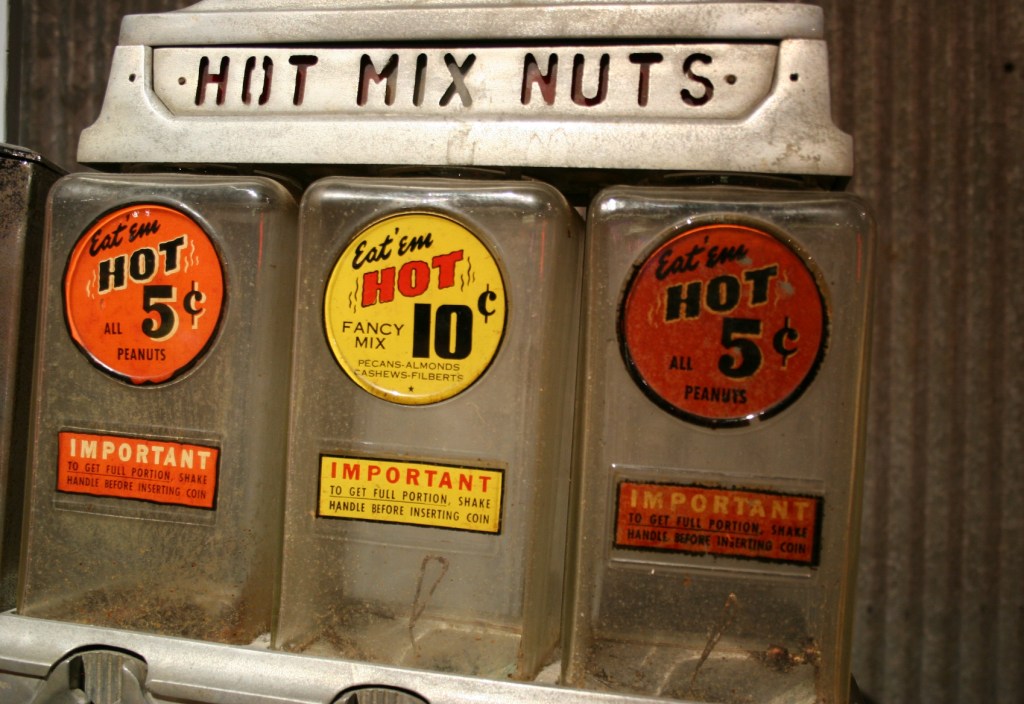 HOT MIX NUTS
Eat 'em
HOT
5¢
ALL
PEANUTS
IMPORTANT
TO GET FULL PORTION, SHAKE
HANDLE BEFORE INSERTING COIN
Eat 'em
HOT
10¢
FANCY
MIX
PECANS-ALMONDS
CASHEWS-FILBERTS
IMPORTANT
TO GET FULL PORTION, SHAKE
HANDLE BEFORE INSERTING COIN
Eat 'em
HOT
5¢
ALL
PEANUTS
IMPORTANT
TO GET FULL PORTION, SHAKE
HANDLE BEFORE INSERTING COIN